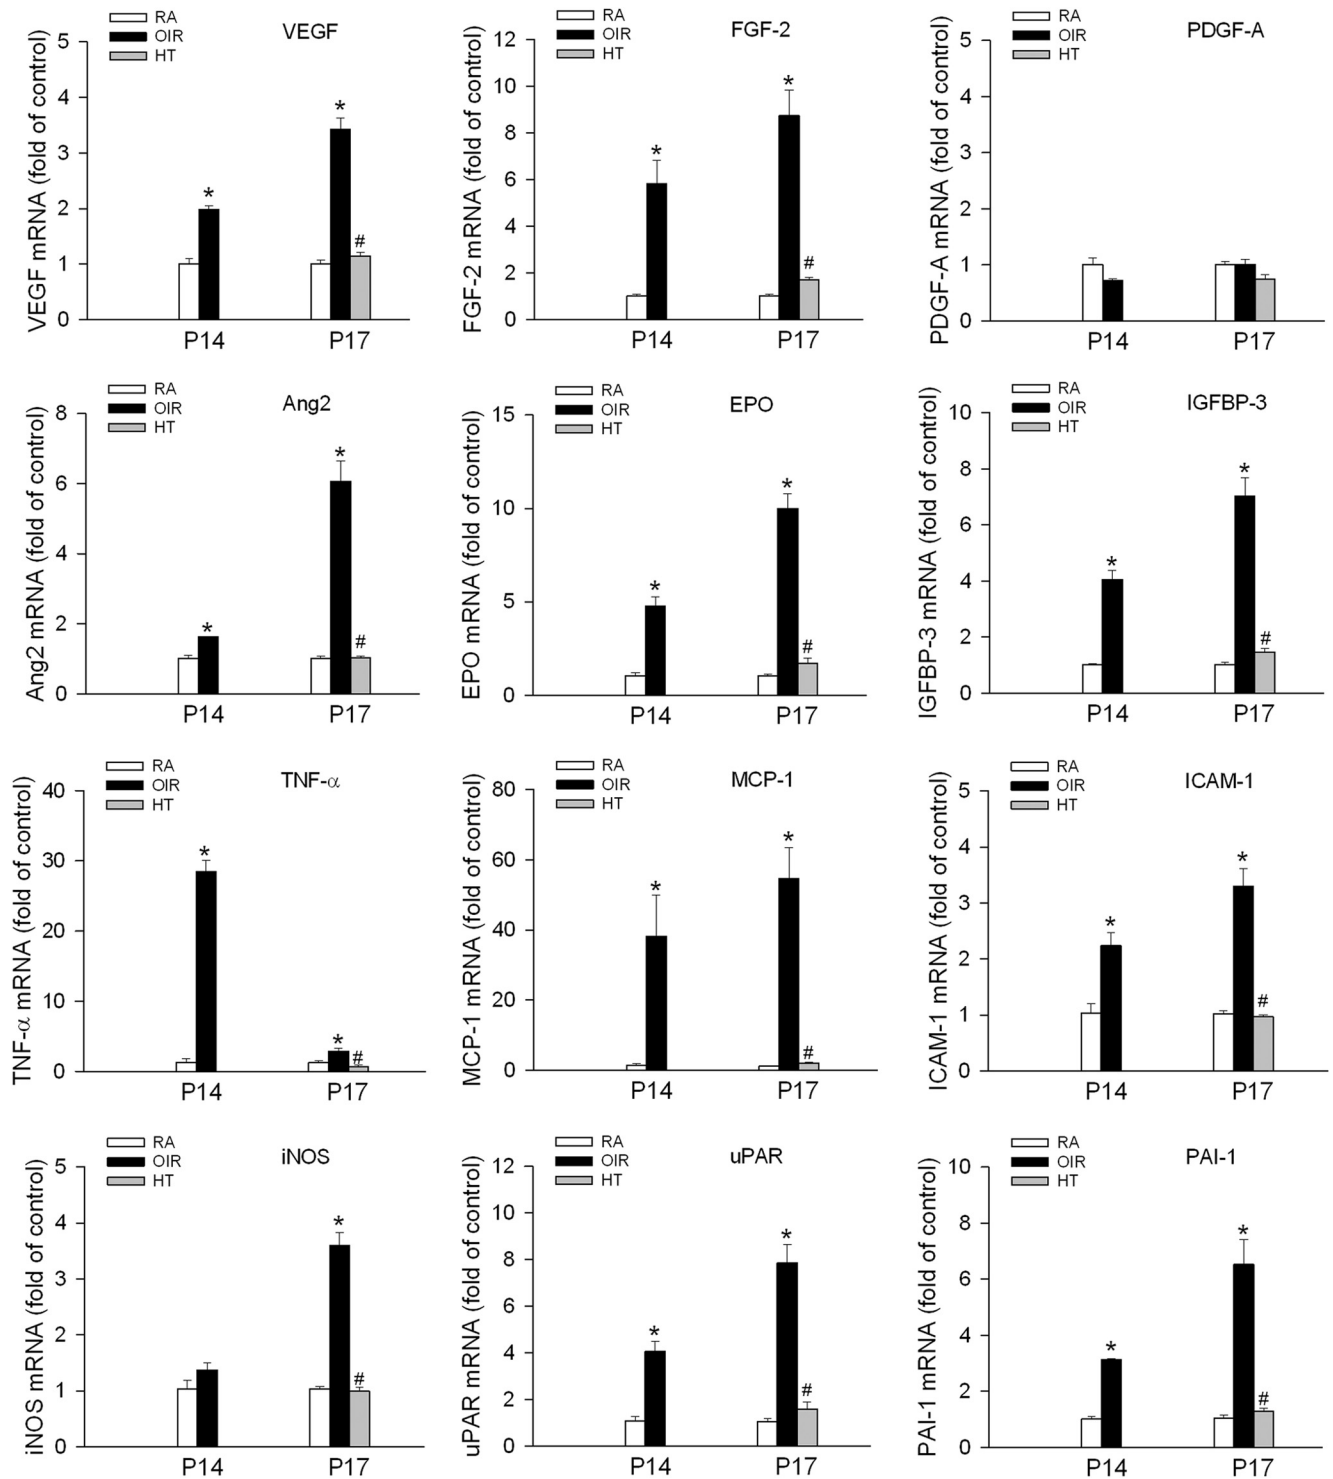 RA
OIR
HT
VEGF
VEGF mRNA (fold of control)
5
4
3
2
1
0
*
*
#
P14
P17
RA
OIR
HT
FGF-2
FGF-2 mRNA (fold of control)
12
10
8
6
4
2
0
*
*
#
P14
P17
RA
OIR
HT
PDGF-A
PDGF-A mRNA (fold of control)
5
4
3
2
1
0
P14
P17
RA
OIR
HT
Ang2
Ang2 mRNA (fold of control)
8
6
4
2
0
*
*
#
P14
P17
RA
OIR
HT
EPO
EPO mRNA (fold of control)
15
10
5
0
*
*
#
P14
P17
RA
OIR
HT
IGFBP-3
IGFBP-3 mRNA (fold of control)
10
8
6
4
2
0
*
*
#
P14
P17
RA
OIR
HT
TNF-α
TNF-α mRNA (fold of control)
40
30
20
10
0
*
*
#
P14
P17
RA
OIR
HT
MCP-1
MCP-1 mRNA (fold of control)
80
60
40
20
0
*
*
#
P14
P17
RA
OIR
HT
ICAM-1
ICAM-1 mRNA (fold of control)
5
4
3
2
1
0
*
*
#
P14
P17
RA
OIR
HT
iNOS
iNOS mRNA (fold of control)
5
4
3
2
1
0
*
#
P14
P17
RA
OIR
HT
uPAR
uPAR mRNA (fold of control)
12
10
8
6
4
2
0
*
*
#
P14
P17
RA
OIR
HT
PAI-1
PAI-1 mRNA (fold of control)
10
8
6
4
2
0
*
*
#
P14
P17